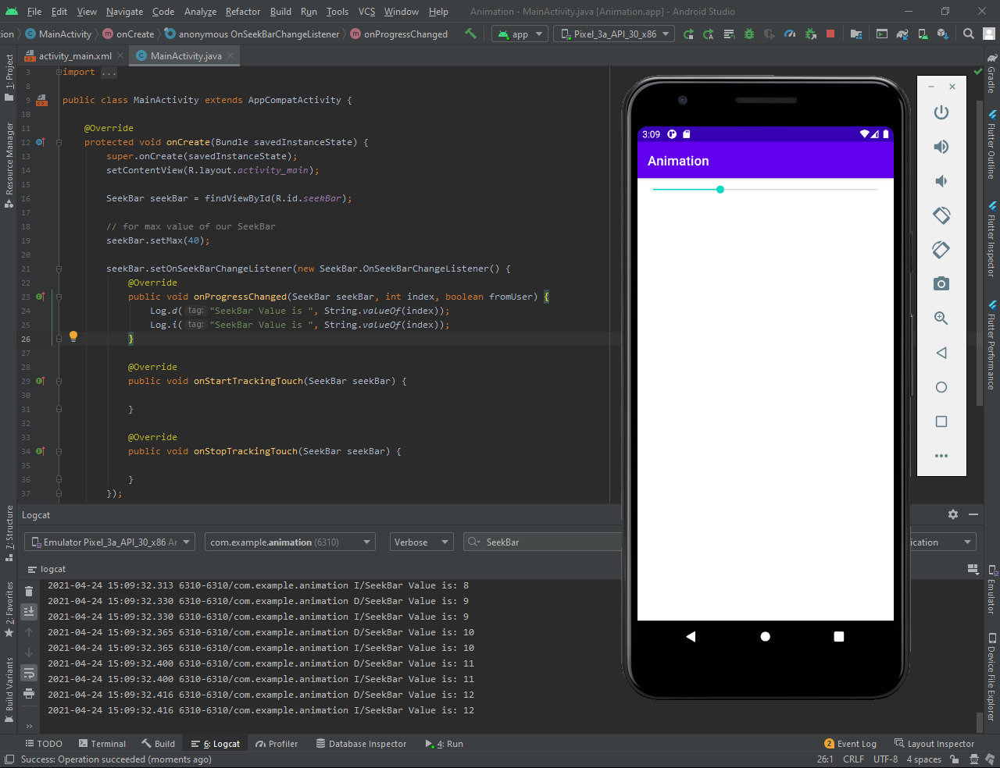 File Edit View Navigate Code Analyze Refactor Build Run Tools VCS Window Help Animation - MainActivity.java [Animation.app] - Android Studio
ion MainActivity onCreate anonymous OnSeekBarChangeListener onProgressChanged app Pixel_3a_API_30_x86
activity_main.xml MainActivity.java
3 import ...
8
9 public class MainActivity extends AppCompatActivity {
10
11 @Override
12 protected void onCreate(Bundle savedInstanceState) {
13 super.onCreate(savedInstanceState);
14 setContentView(R.layout.activity_main);
15
16 SeekBar seekBar = findViewById(R.id.seekBar);
17
18 // for max value of our SeekBar
19 seekBar.setMax(40);
20
21 seekBar.setOnSeekBarChangeListener(new SeekBar.OnSeekBarChangeListener() {
22 @Override
23 public void onProgressChanged(SeekBar seekBar, int index, boolean fromUser) {
24 Log.d( tag: "SeekBar Value is ", String.valueOf(index));
25 Log.i( tag: "SeekBar Value is ", String.valueOf(index));
26 }
27
28 @Override
29 public void onStartTrackingTouch(SeekBar seekBar) {
30
31 }
32
33 @Override
34 public void onStopTrackingTouch(SeekBar seekBar) {
35
36 }
37 });
1: Project
Resource Manager
7: Structure
2: Favorites
Build Variants
3:09
Animation
Gradle
Flutter Outline
Flutter Inspector
Flutter Performance
Emulator
Device File Explorer
Logcat
Emulator Pixel_3a_API_30_x86 Ar com.example.animation (6310) Verbose SeekBar ication
logcat
2021-04-24 15:09:32.313 6310-6310/com.example.animation I/SeekBar Value is: 8
2021-04-24 15:09:32.330 6310-6310/com.example.animation D/SeekBar Value is: 9
2021-04-24 15:09:32.330 6310-6310/com.example.animation I/SeekBar Value is: 9
2021-04-24 15:09:32.365 6310-6310/com.example.animation D/SeekBar Value is: 10
2021-04-24 15:09:32.365 6310-6310/com.example.animation I/SeekBar Value is: 10
2021-04-24 15:09:32.400 6310-6310/com.example.animation D/SeekBar Value is: 11
2021-04-24 15:09:32.400 6310-6310/com.example.animation I/SeekBar Value is: 11
2021-04-24 15:09:32.416 6310-6310/com.example.animation D/SeekBar Value is: 12
2021-04-24 15:09:32.416 6310-6310/com.example.animation I/SeekBar Value is: 12
TODO Terminal Build 6: Logcat Profiler Database Inspector 4: Run 2 Event Log Layout Inspector
Success: Operation succeeded (moments ago) 26:1 CRLF UTF-8 4 spaces